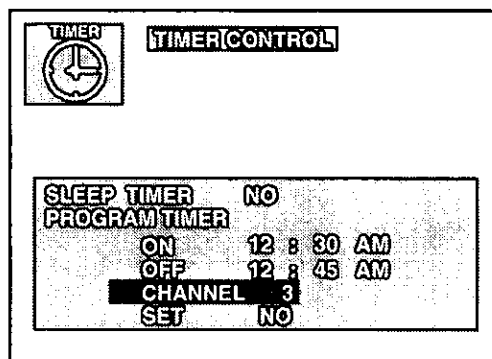 TIMER
TIMER CONTROL
SLEEP TIMER NO
PROGRAM TIMER
ON 12 : 30 AM
OFF 12 : 45 AM
CHANNEL 3
SET NO